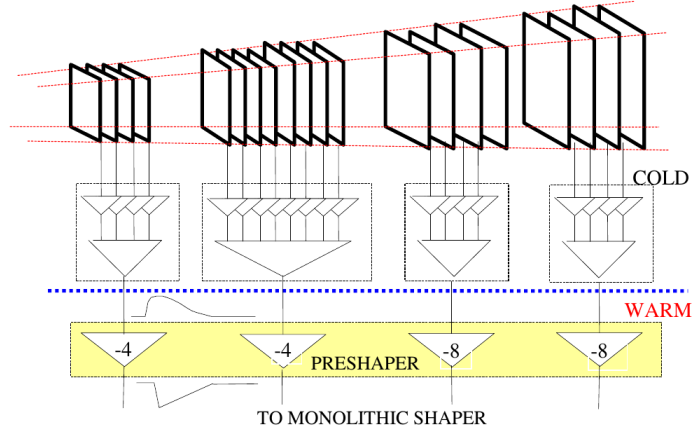 COLD
WARM
-4 -4 -8 -8
PRESHAPER
TO MONOLITHIC SHAPER